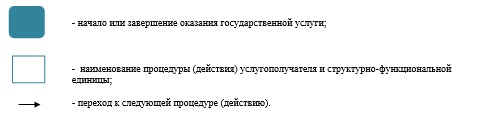 - начало или завершение оказания государственной услуги;
- наименование процедуры (действия) услугополучателя и структурно-функциональной
единицы;
- переход к следующей процедуре (действию).